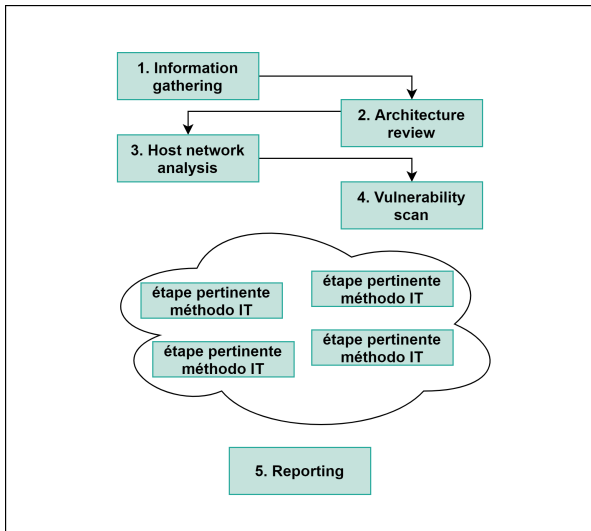 1. Information
gathering
2. Architecture
review
3. Host network
analysis
4. Vulnerability
scan
étape pertinente
méthodo IT
étape pertinente
méthodo IT
étape pertinente
méthodo IT
étape pertinente
méthodo IT
5. Reporting